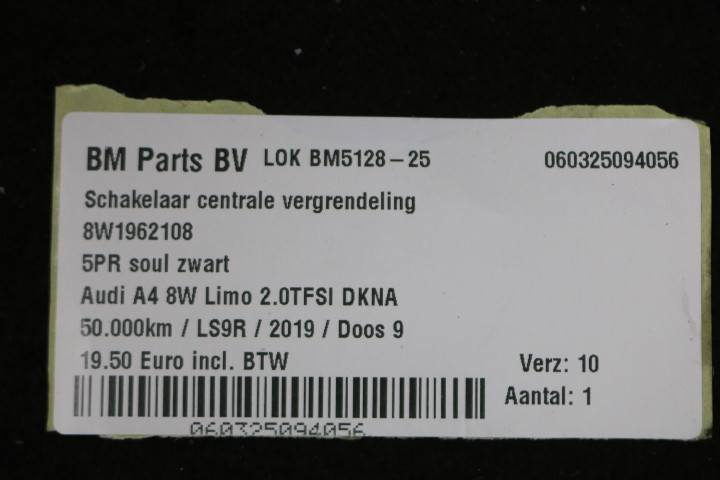 BM Parts BV LOK BM5128-25 060325094056
Schakelaar centrale vergrendeling
8W1962108
5PR soul zwart
Audi A4 8W Limo 2.0TFSI DKNA
50.000km / LS9R / 2019 / Doos 9
19.50 Euro incl. BTW Verz: 10
Aantal: 1
060325094056